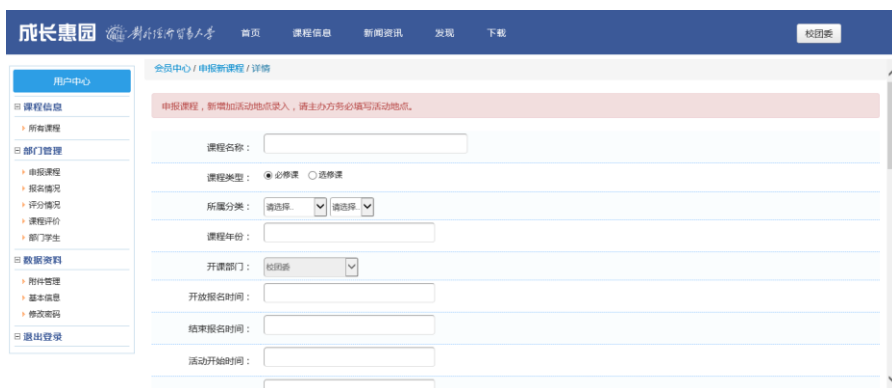 成长惠园 对外经济贸易大学 首页 课程信息 新闻资讯 发现 下载 校团委
会员中心 / 申报新课程 / 详情
用户中心
课程信息
所有课程
部门管理
申报课程
报名情况
评分情况
课程评价
部门学生
数据资料
附件管理
基本信息
修改密码
退出登录
申报课程，新增加活动地点录入，请主办方务必填写活动地点。
课程名称：
课程类型： 必修课 选修课
所属分类： 请选择.. 请选择..
课程年份：
开课部门： 校团委
开放报名时间：
结束报名时间：
活动开始时间：